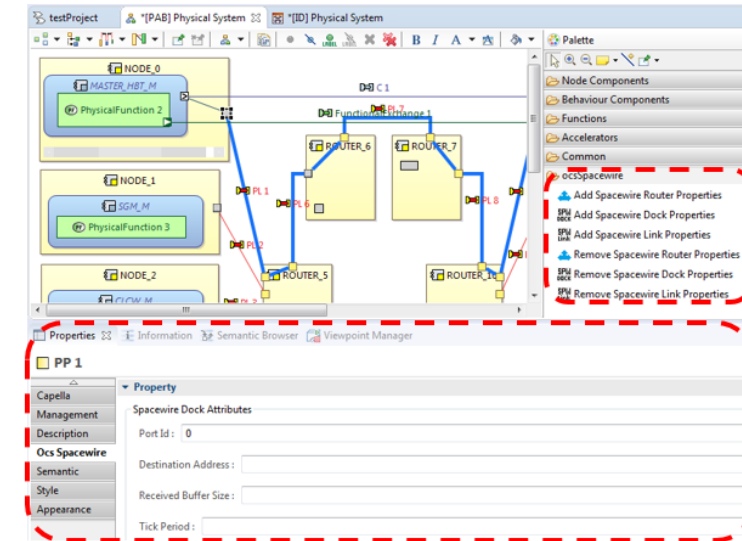 testProject *[PAB] Physical System *[ID] Physical System
B I A
Palette
NODE_0
MASTER_HBT_M
PhysicalFunction 2
C 1
FunctionalExchange 1
PL 7
ROUTER_6
ROUTER_7
NODE_1
SGM_M
PhysicalFunction 3
PL 1
PL 6
PL 8
PL 2
NODE_2
ROUTER_5
ROUTER_10
Node Components
Behaviour Components
Functions
Accelerators
Common
ocsSpacewire
Add Spacewire Router Properties
Add Spacewire Dock Properties
Add Spacewire Link Properties
Remove Spacewire Router Properties
Remove Spacewire Dock Properties
Remove Spacewire Link Properties
Properties Information Semantic Browser Viewpoint Manager
PP 1
Capella
Management
Description
Ocs Spacewire
Semantic
Style
Appearance
Property
Spacewire Dock Attributes
Port Id : 0
Destination Address :
Received Buffer Size :
Tick Period :